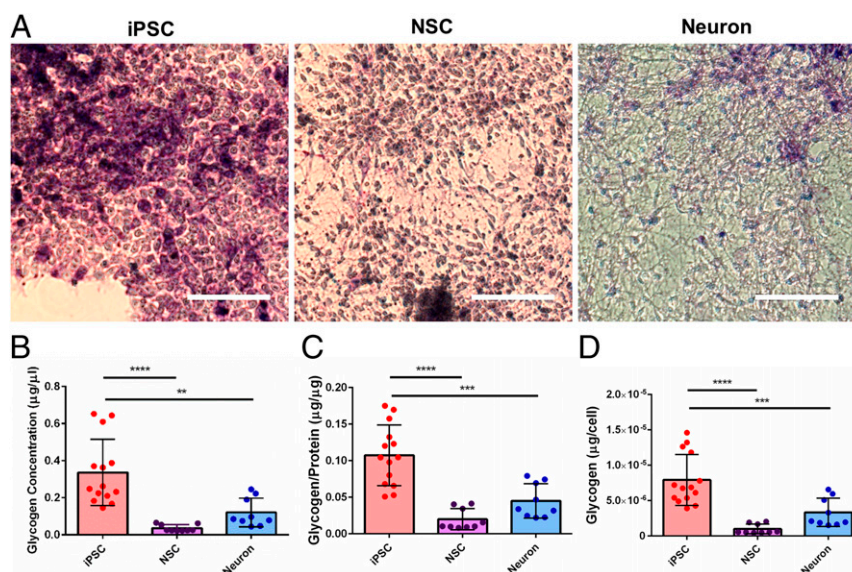 A
iPSC
NSC
Neuron
B
Glycogen Concentration (µg/µl)
0.8
0.6
0.4
0.2
0.0
****
**
iPSC
NSC
Neuron
C
Glycogen/Protein (µg/µg)
0.20
0.15
0.10
0.05
0.00
****
***
iPSC
NSC
Neuron
D
Glycogen (µg/cell)
2.0×10⁻⁵
1.5×10⁻⁵
1.0×10⁻⁵
5.0×10⁻⁶
0.0
****
***
iPSC
NSC
Neuron